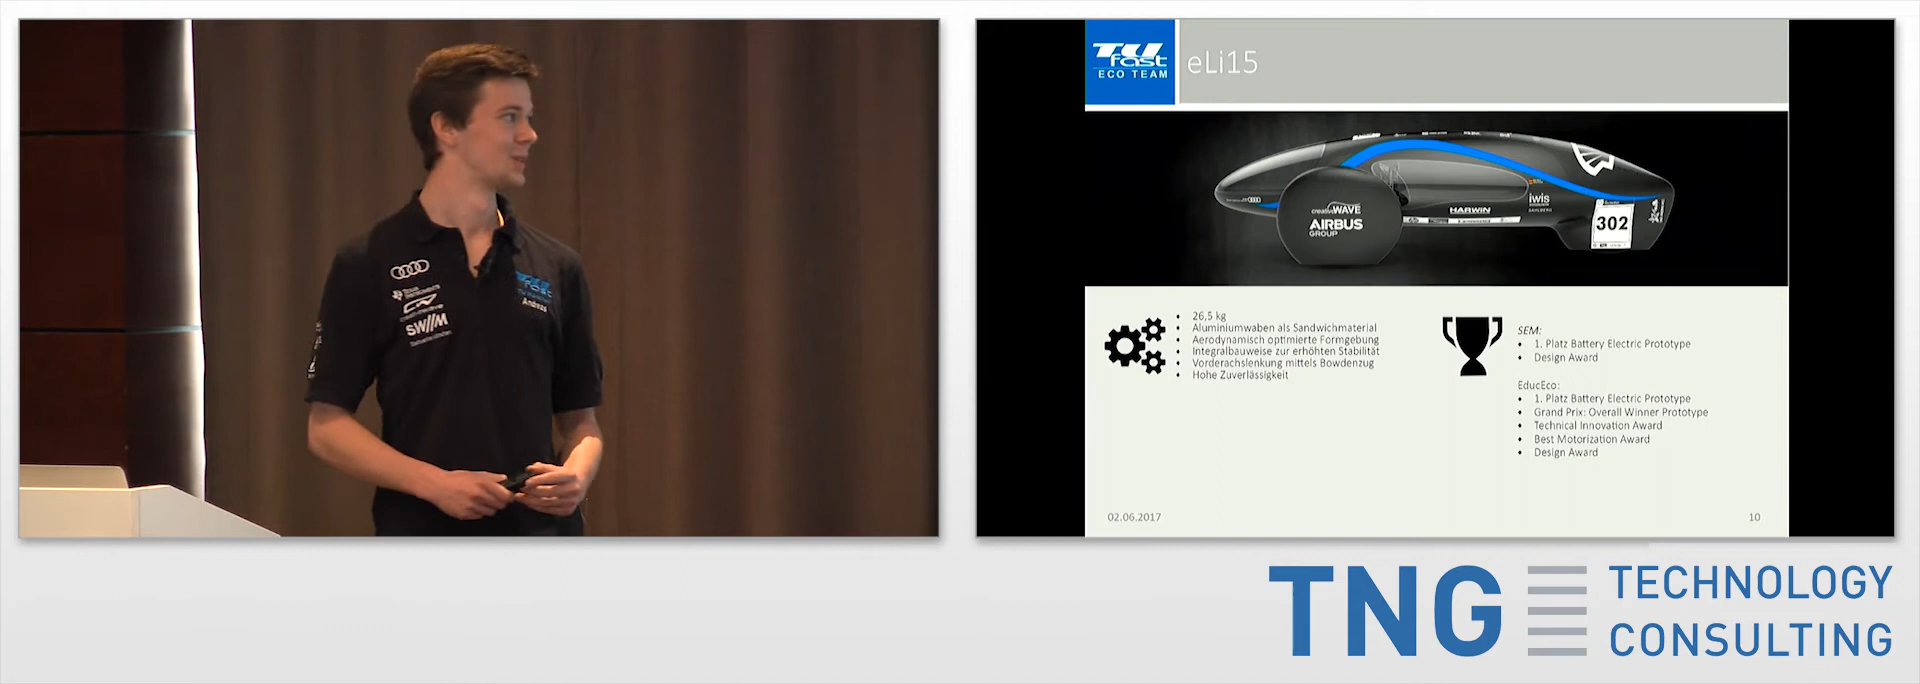 SW//M
Andreas
TU fast
ECO TEAM
eLi15
creativeWAVE
AIRBUS
GROUP
HARWIN
iwis
302
26,5 kg
Aluminiumwaben als Sandwichmaterial
Aerodynamisch optimierte Formgebung
Integralbauweise zur erhöhten Stabilität
Vorderachslenkung mittels Bowdenzug
Hohe Zuverlässigkeit
SEM:
1. Platz Battery Electric Prototype
Design Award
EducEco:
1. Platz Battery Electric Prototype
Grand Prix: Overall Winner Prototype
Technical Innovation Award
Best Motorization Award
Design Award
02.06.2017
10
TNG TECHNOLOGY
CONSULTING